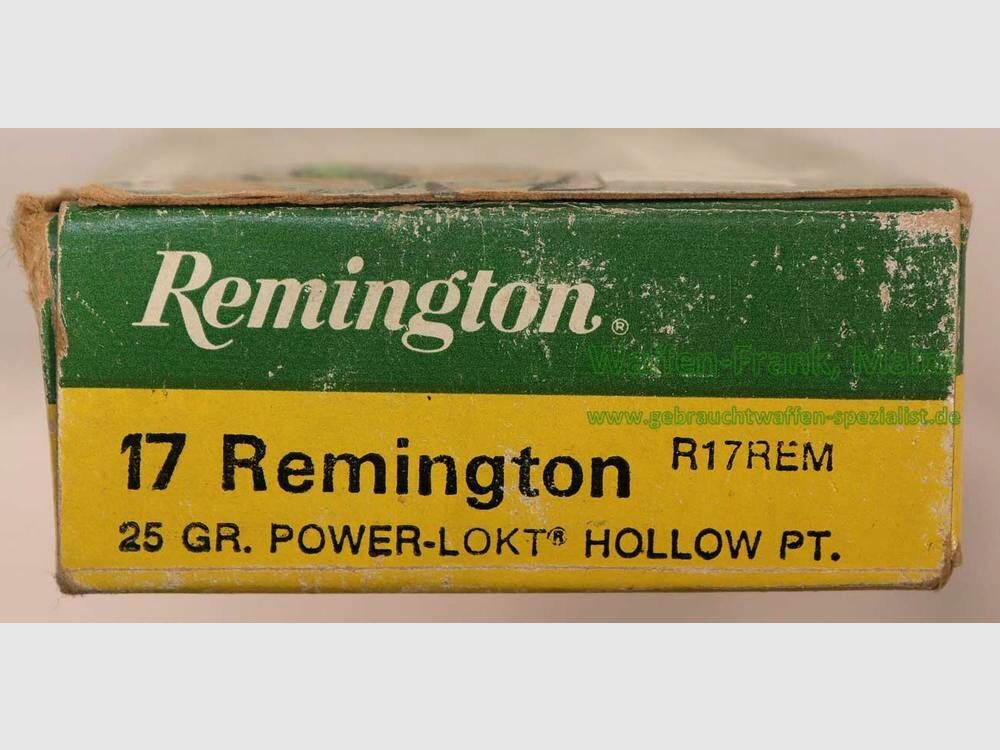 Remington®
Waffen-Frank, Mainz
www.gebrauchtwaffen-spezialist.de
17 Remington R17REM
25 GR. POWER-LOKT® HOLLOW PT.